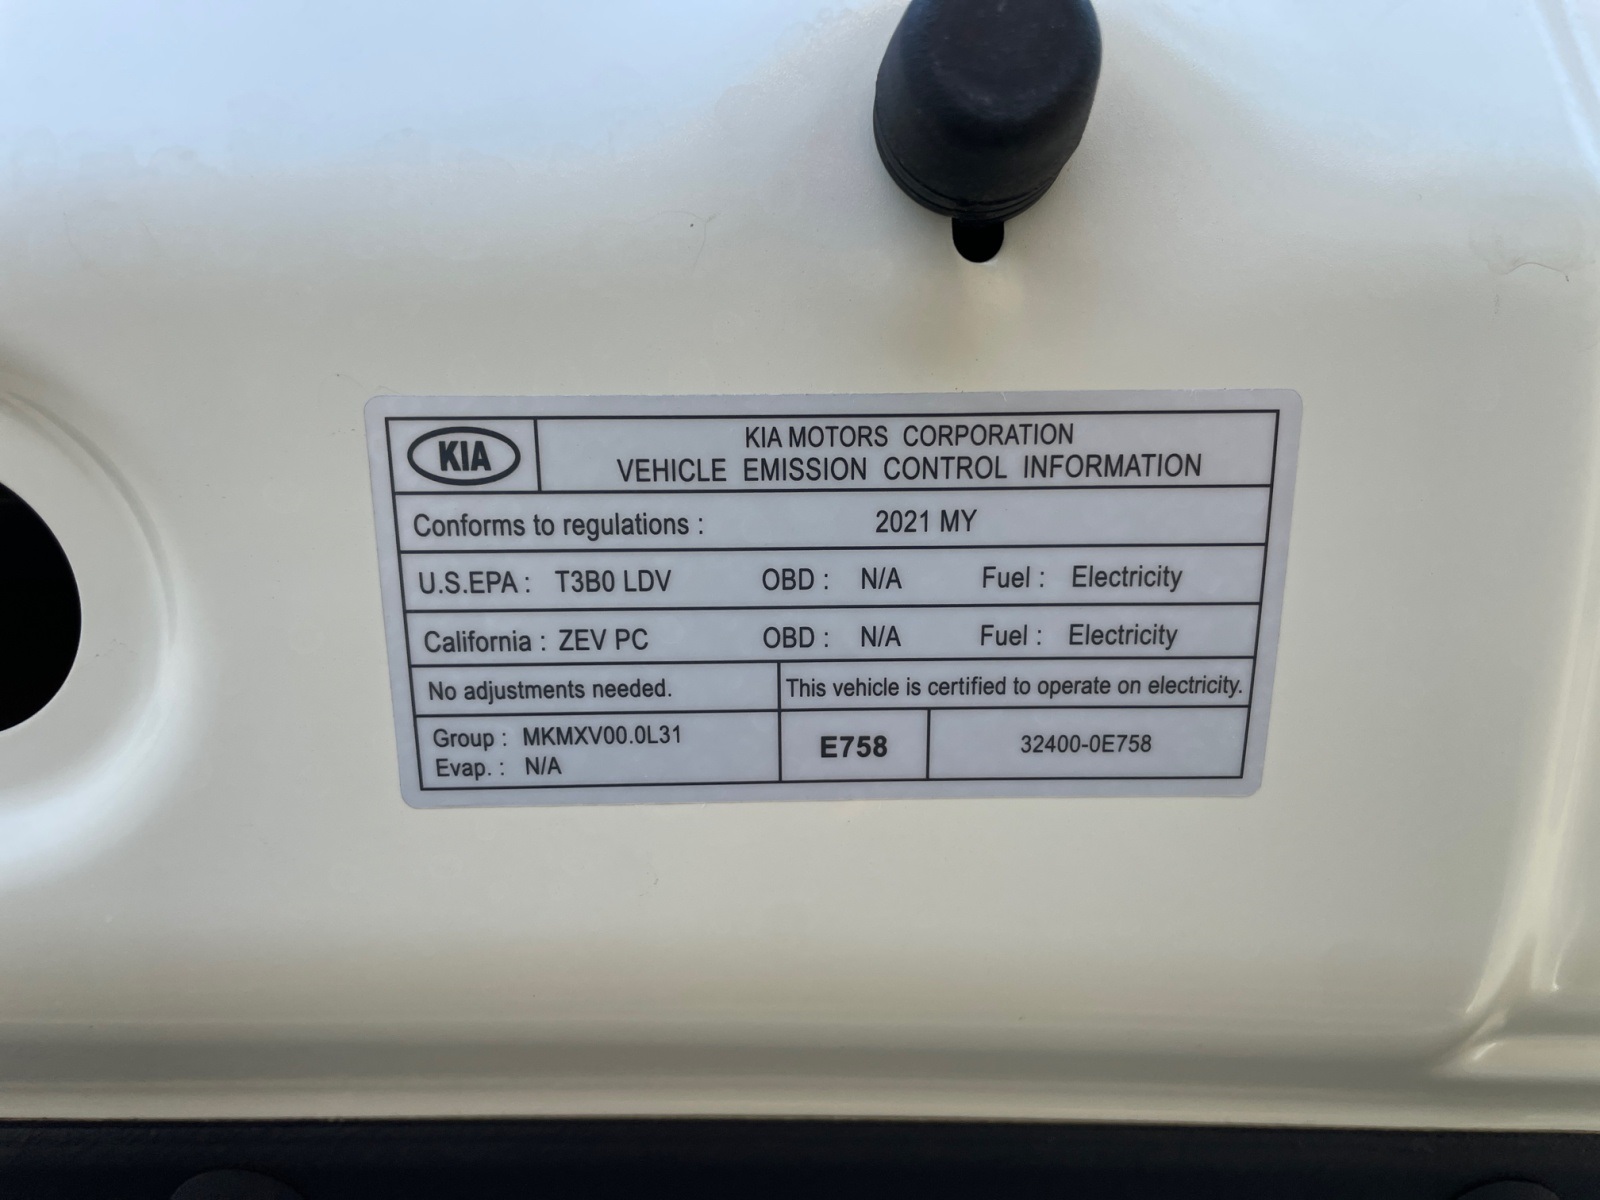 KIA
KIA MOTORS CORPORATION
VEHICLE EMISSION CONTROL INFORMATION
Conforms to regulations : 2021 MY
U.S.EPA : T3B0 LDV OBD : N/A Fuel : Electricity
California : ZEV PC OBD : N/A Fuel : Electricity
No adjustments needed. This vehicle is certified to operate on electricity.
Group : MKMXV00.0L31
Evap. : N/A
E758
32400-0E758